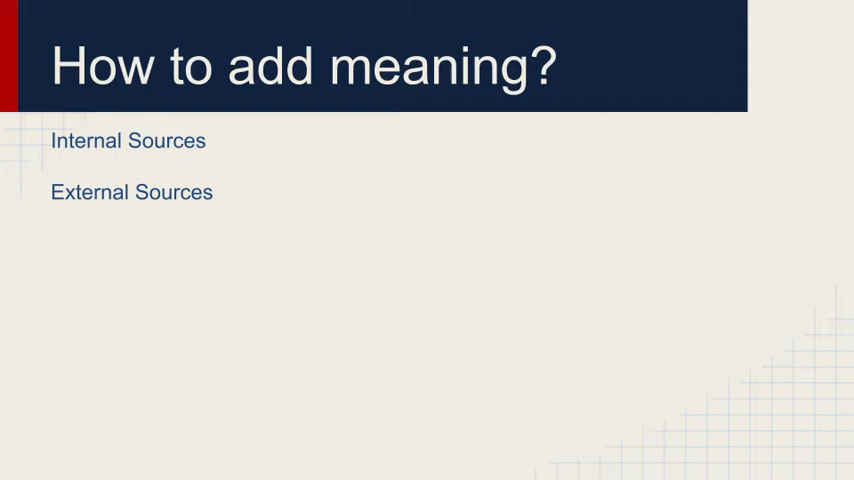 How to add meaning?
Internal Sources
External Sources